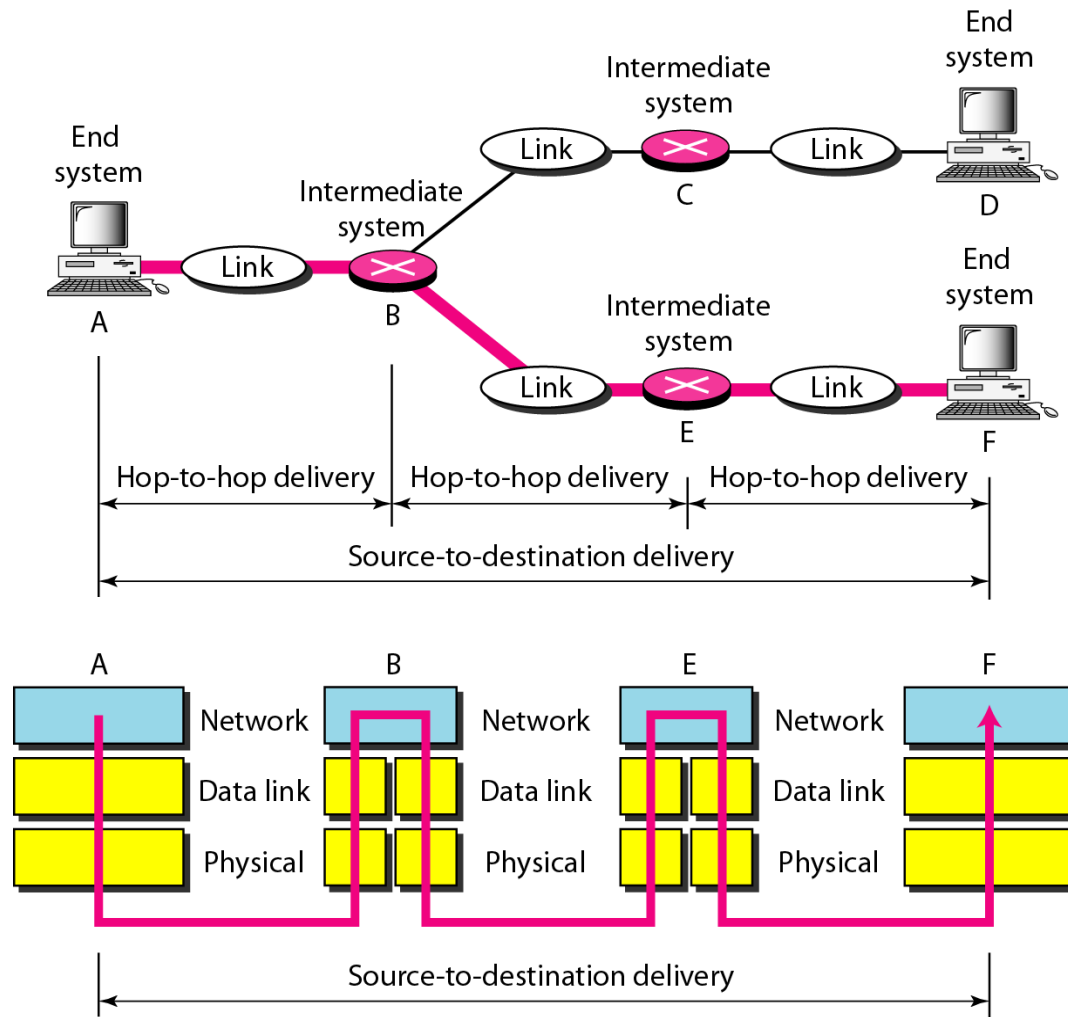 End
system
Intermediate
system
Link
Link
C
D
End
system
Intermediate
system
Link
A
B
End
system
Intermediate
system
Link
Link
E
F
Hop-to-hop delivery
Hop-to-hop delivery
Hop-to-hop delivery
Source-to-destination delivery
A
B
E
F
Network
Network
Network
Data link
Data link
Data link
Physical
Physical
Physical
Source-to-destination delivery